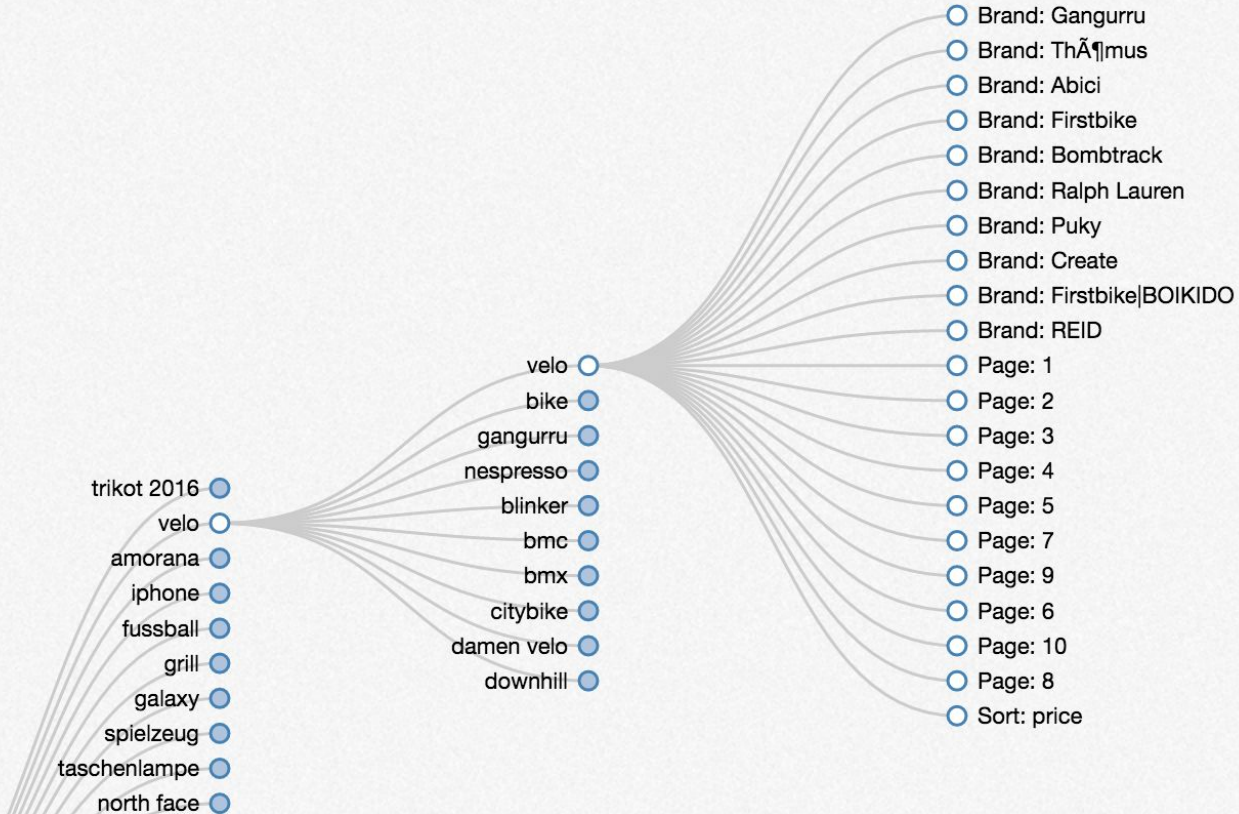 trikot 2016
velo
amorana
iphone
fussball
grill
galaxy
spielzeug
taschenlampe
north face
velo
bike
gangurru
nespresso
blinker
bmc
bmx
citybike
damen velo
downhill
Brand: Gangurru
Brand: ThÃ¶mus
Brand: Abici
Brand: Firstbike
Brand: Bombtrack
Brand: Ralph Lauren
Brand: Puky
Brand: Create
Brand: Firstbike|BOIKIDO
Brand: REID
Page: 1
Page: 2
Page: 3
Page: 4
Page: 5
Page: 7
Page: 9
Page: 6
Page: 10
Page: 8
Sort: price